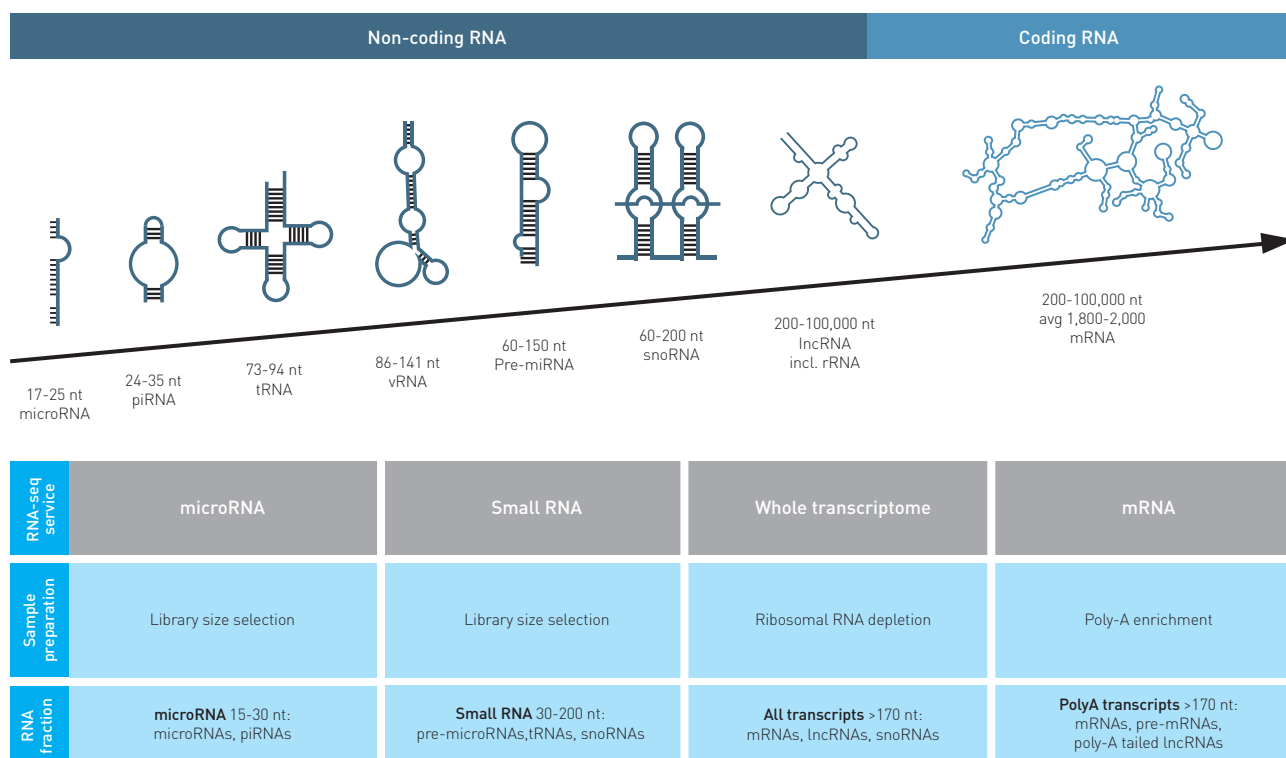 Non-coding RNA
Coding RNA
17-25 nt
microRNA
24-35 nt
piRNA
73-94 nt
tRNA
86-141 nt
vRNA
60-150 nt
Pre-miRNA
60-200 nt
snoRNA
200-100,000 nt
lncRNA
incl. rRNA
200-100,000 nt
avg 1,800-2,000
mRNA
RNA-seq
service
microRNA
Small RNA
Whole transcriptome
mRNA
Sample
preparation
Library size selection
Library size selection
Ribosomal RNA depletion
Poly-A enrichment
RNA
fraction
microRNA 15-30 nt:
microRNAs, piRNAs
Small RNA 30-200 nt:
pre-microRNAs,tRNAs, snoRNAs
All transcripts >170 nt:
mRNAs, lncRNAs, snoRNAs
PolyA transcripts >170 nt:
mRNAs, pre-mRNAs,
poly-A tailed lncRNAs